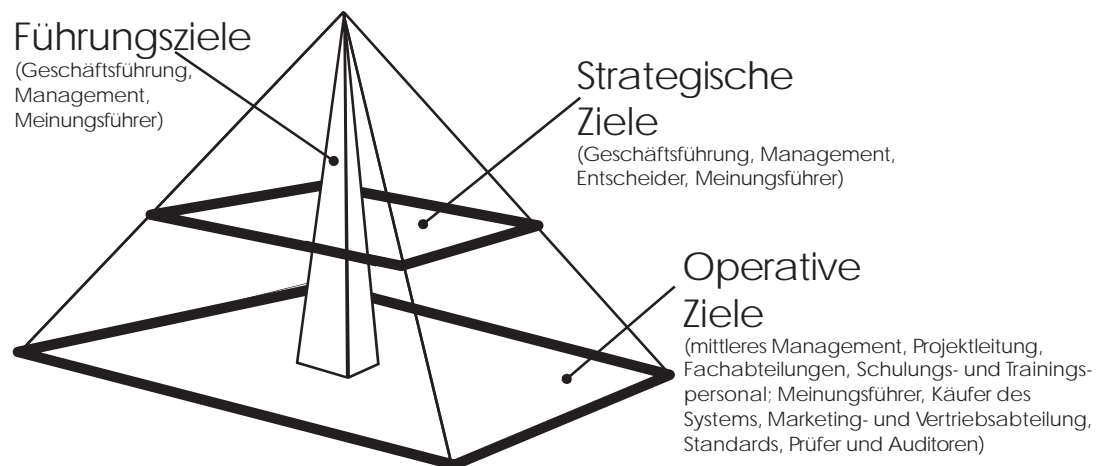 Führungsziele
(Geschäftsführung,
Management,
Meinungsführer)
Strategische
Ziele
(Geschäftsführung, Management,
Entscheider, Meinungsführer)
Operative
Ziele
(mittleres Management, Projektleitung,
Fachabteilungen, Schulungs- und Trainings-
personal; Meinungsführer, Käufer des
Systems, Marketing- und Vertriebsabteilung,
Standards, Prüfer und Auditoren)